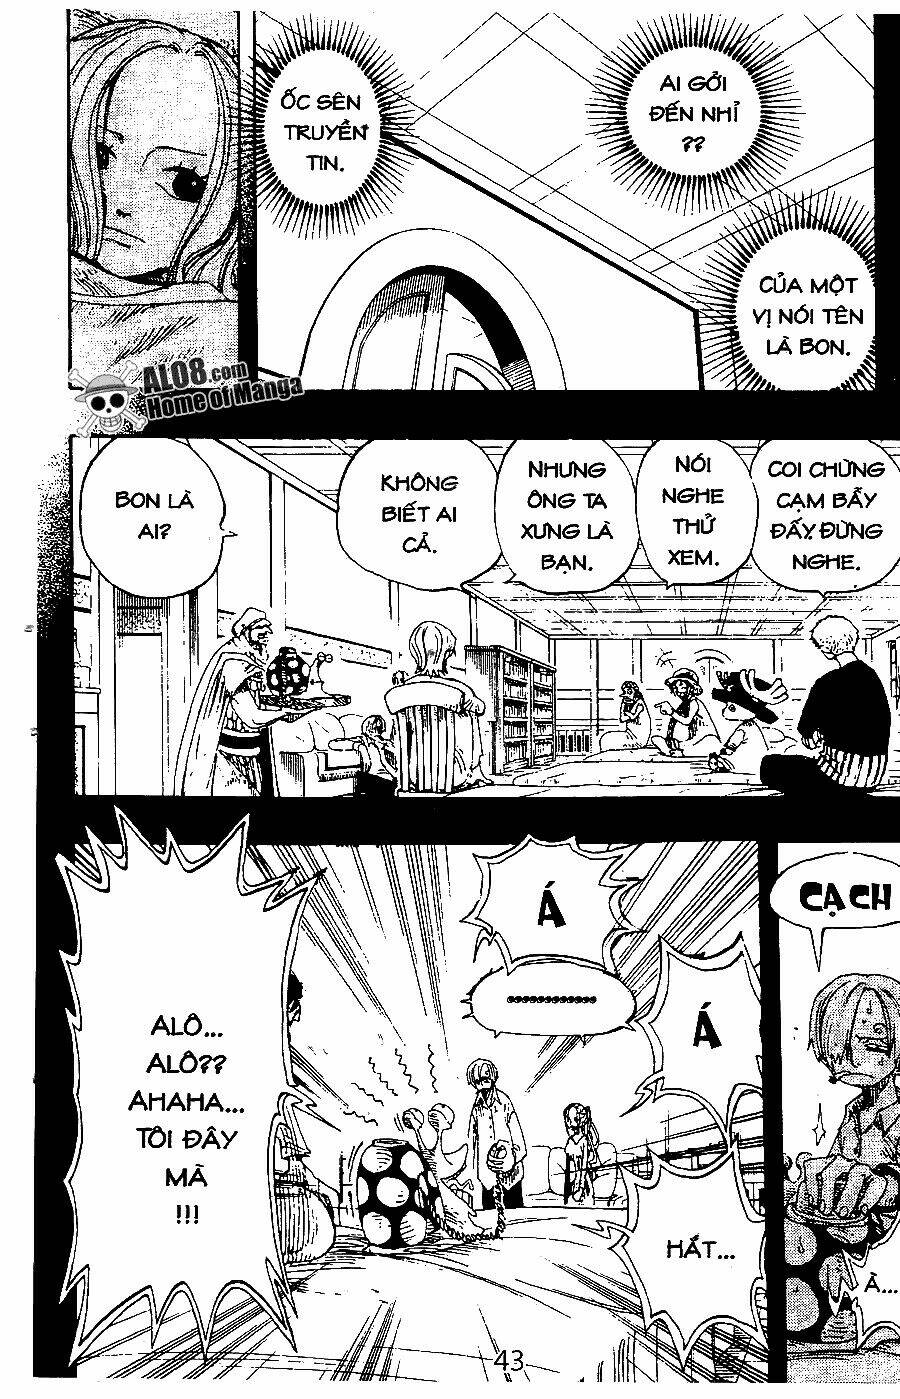 AI GỞI
ĐẾN NHỈ
??
ỐC SÊN
TRUYỀN
TIN.
CỦA MỘT
VỊ NÓI TÊN
LÀ BON.
AL08.com
Home of Manga
COI CHỪNG
CẠM BẪY
ĐẤY. ĐỪNG
NGHE.
NÓI
NGHE
THỬ
XEM.
NHƯNG
ÔNG TA
XƯNG LÀ
BẠN.
KHÔNG
BIẾT AI
CẢ.
BON LÀ
AI?
CẠCH
À...
Á
............
Á
HẮT...
ALÔ...
ALÔ??
AHAHA...
TÔI ĐÂY
MÀ
!!!
43